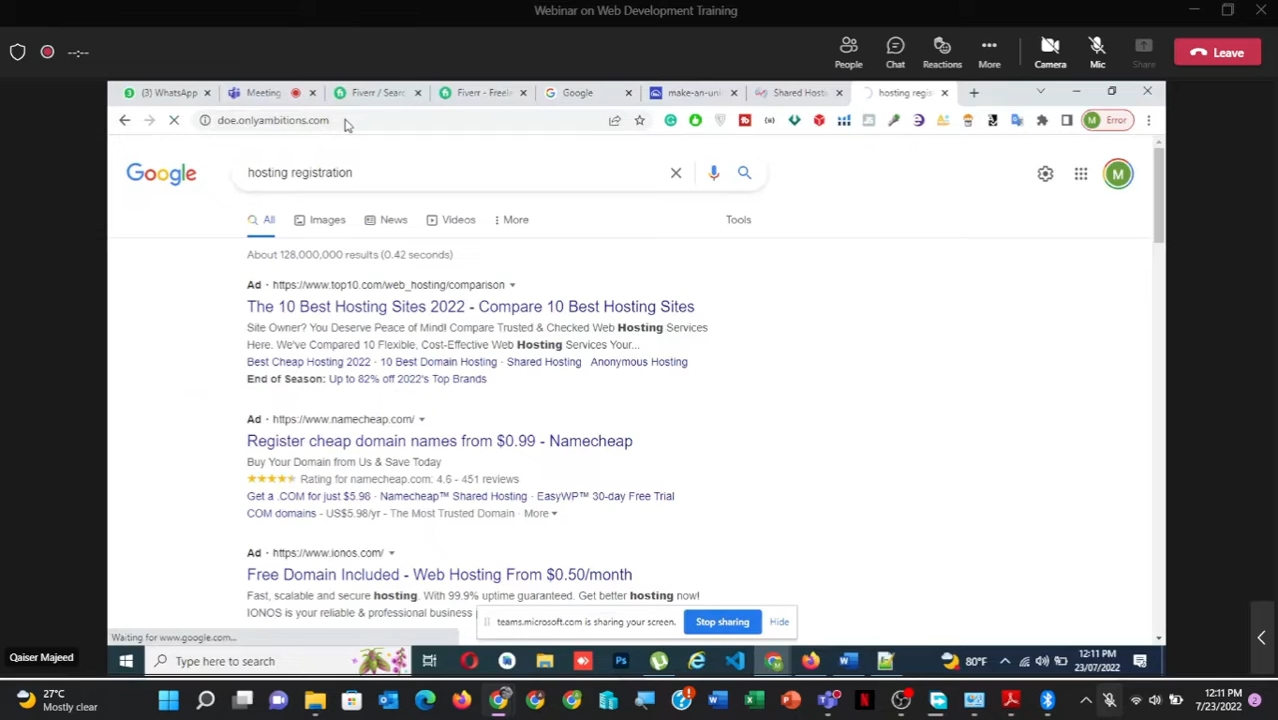 Webinar on Web Development Training
--:--
People
Chat
Reactions
More
Camera
Mic
Share
Leave
(3) WhatsApp
Meeting
Fiverr / Searc
Fiverr - Freela
Google
make-an-uni
Shared Hosti
hosting regis
doe.onlyambitions.com
M
Error
Google
hosting registration
M
All
Images
News
Videos
More
Tools
About 128,000,000 results (0.42 seconds)
Ad · https://www.top10.com/web_hosting/comparison
The 10 Best Hosting Sites 2022 - Compare 10 Best Hosting Sites
Site Owner? You Deserve Peace of Mind! Compare Trusted & Checked Web Hosting Services
Here. We've Compared 10 Flexible, Cost-Effective Web Hosting Services Your...
Best Cheap Hosting 2022 · 10 Best Domain Hosting · Shared Hosting · Anonymous Hosting
End of Season: Up to 82% off 2022's Top Brands
Ad · https://www.namecheap.com/
Register cheap domain names from $0.99 - Namecheap
Buy Your Domain from Us & Save Today
Rating for namecheap.com: 4.6 - 451 reviews
Get a .COM for just $5.98 · Namecheap™ Shared Hosting · EasyWP™ 30-day Free Trial
COM domains - US$5.98/yr - The Most Trusted Domain - More
Ad · https://www.ionos.com/
Free Domain Included - Web Hosting From $0.50/month
Fast, scalable and secure hosting. With 99.9% uptime guaranteed. Get better hosting now!
IONOS is your reliable & professional business
teams.microsoft.com is sharing your screen.
Stop sharing
Hide
Waiting for www.google.com...
Qaiser Majeed
Type here to search
80°F
12:11 PM
23/07/2022
27°C
Mostly clear
12:11 PM
7/23/2022
2